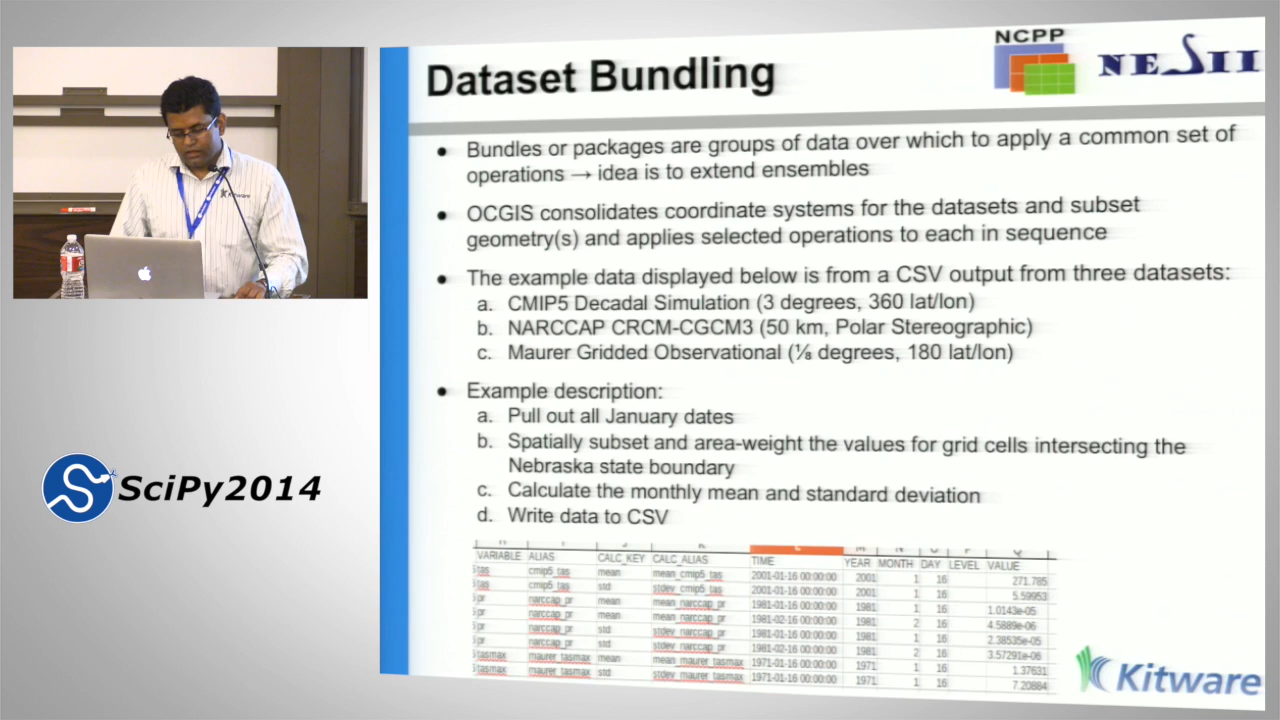 Dataset Bundling
NCPP
NESII
● Bundles or packages are groups of data over which to apply a common set of
operations → idea is to extend ensembles
● OCGIS consolidates coordinate systems for the datasets and subset
geometry(s) and applies selected operations to each in sequence
● The example data displayed below is from a CSV output from three datasets:
a. CMIP5 Decadal Simulation (3 degrees, 360 lat/lon)
b. NARCCAP CRCM-CGCM3 (50 km, Polar Stereographic)
c. Maurer Gridded Observational (⅛ degrees, 180 lat/lon)
● Example description:
a. Pull out all January dates
b. Spatially subset and area-weight the values for grid cells intersecting the
Nebraska state boundary
c. Calculate the monthly mean and standard deviation
d. Write data to CSV
VARIABLE ALIAS CALC_KEY CALC_ALIAS TIME YEAR MONTH DAY LEVEL VALUE
tas cmip5_tas mean mean_cmip5_tas 2001-01-16 00:00:00 2001 1 16 271.785
tas cmip5_tas std stdev_cmip5_tas 2001-01-16 00:00:00 2001 1 16 5.59953
pr narccap_pr mean mean_narccap_pr 1981-01-16 00:00:00 1981 1 16 1.0143e-05
pr narccap_pr mean mean_narccap_pr 1981-02-16 00:00:00 1981 2 16 4.5889e-06
pr narccap_pr std stdev_narccap_pr 1981-01-16 00:00:00 1981 1 16 2.38535e-05
pr narccap_pr std stdev_narccap_pr 1981-02-16 00:00:00 1981 2 16 3.57291e-06
tasmax maurer_tasmax mean mean_maurer_tasmax 1971-01-16 00:00:00 1971 1 16 1.37631
tasmax maurer_tasmax std stdev_maurer_tasmax 1971-01-16 00:00:00 1971 1 16 7.20884
Kitware
Kitware
SciPy2014